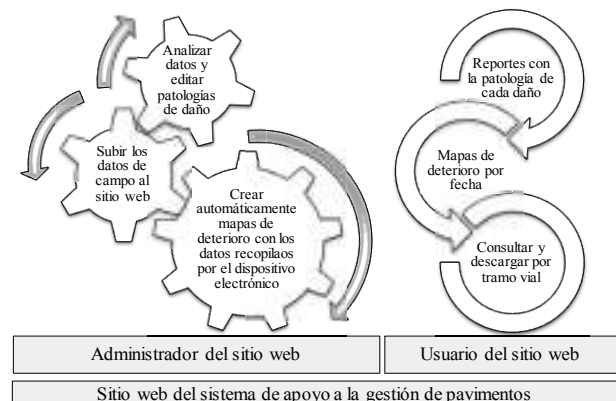 Analizar
datos y
editar
patologías
de daño
Subir los
datos de
campo al
sitio web
Crear
automáticamente
mapas de
deterioro con los
datos recopilaos
por el dispositivo
electrónico
Reportes con
la patología de
cada daño
Mapas de
deterioro por
fecha
Consultar y
descargar por
tramo vial
Administrador del sitio web
Usuario del sitio web
Sitio web del sistema de apoyo a la gestión de pavimentos